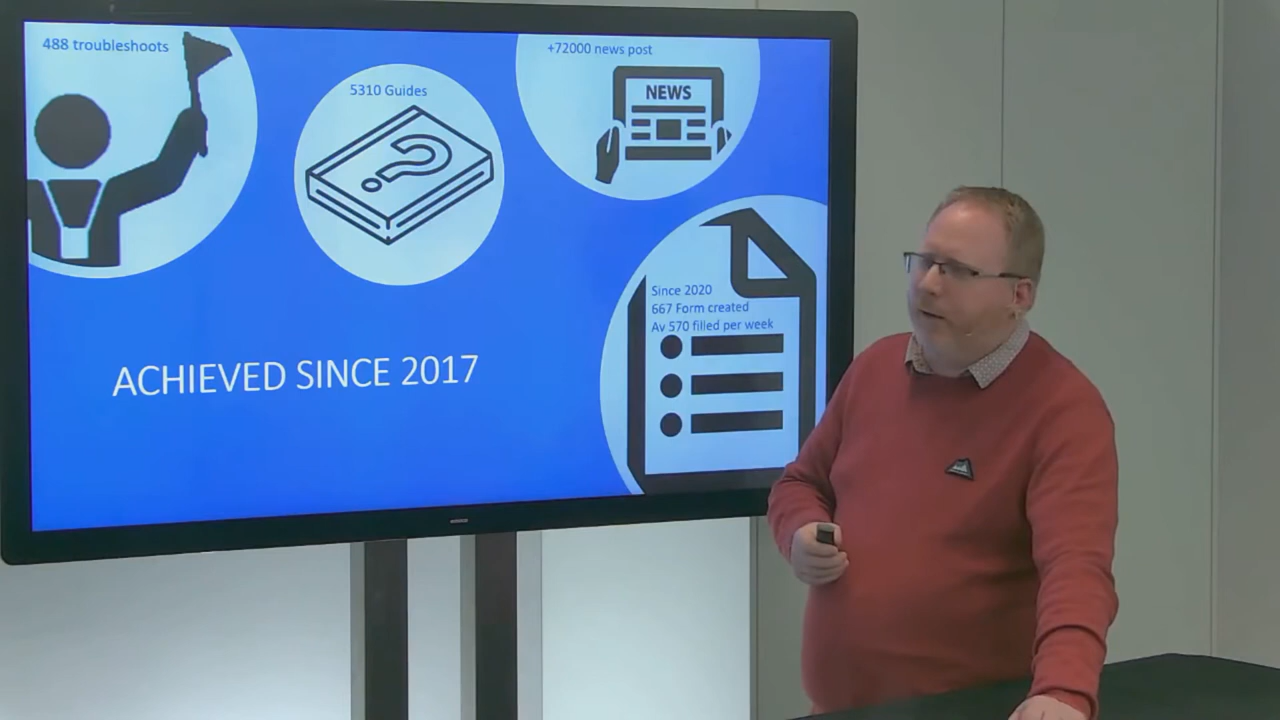 488 troubleshoots
5310 Guides
+72000 news post
NEWS
Since 2020
667 Form created
Av 570 filled per week
ACHIEVED SINCE 2017